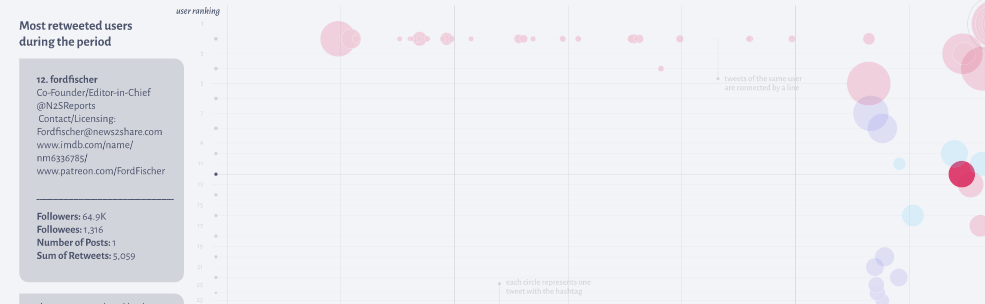 user ranking
Most retweeted users
during the period
12. fordfischer
Co-Founder/Editor-in-Chief
@N2SReports
Contact/Licensing:
Fordfischer@news2share.com
www.imdb.com/name/
nm6336785/
www.patreon.com/FordFischer
Followers: 64.9K
Followees: 1,316
Number of Posts: 1
Sum of Retweets: 5,059
tweets of the same user
are connected by a line
each circle represents one
tweet with the hashtag